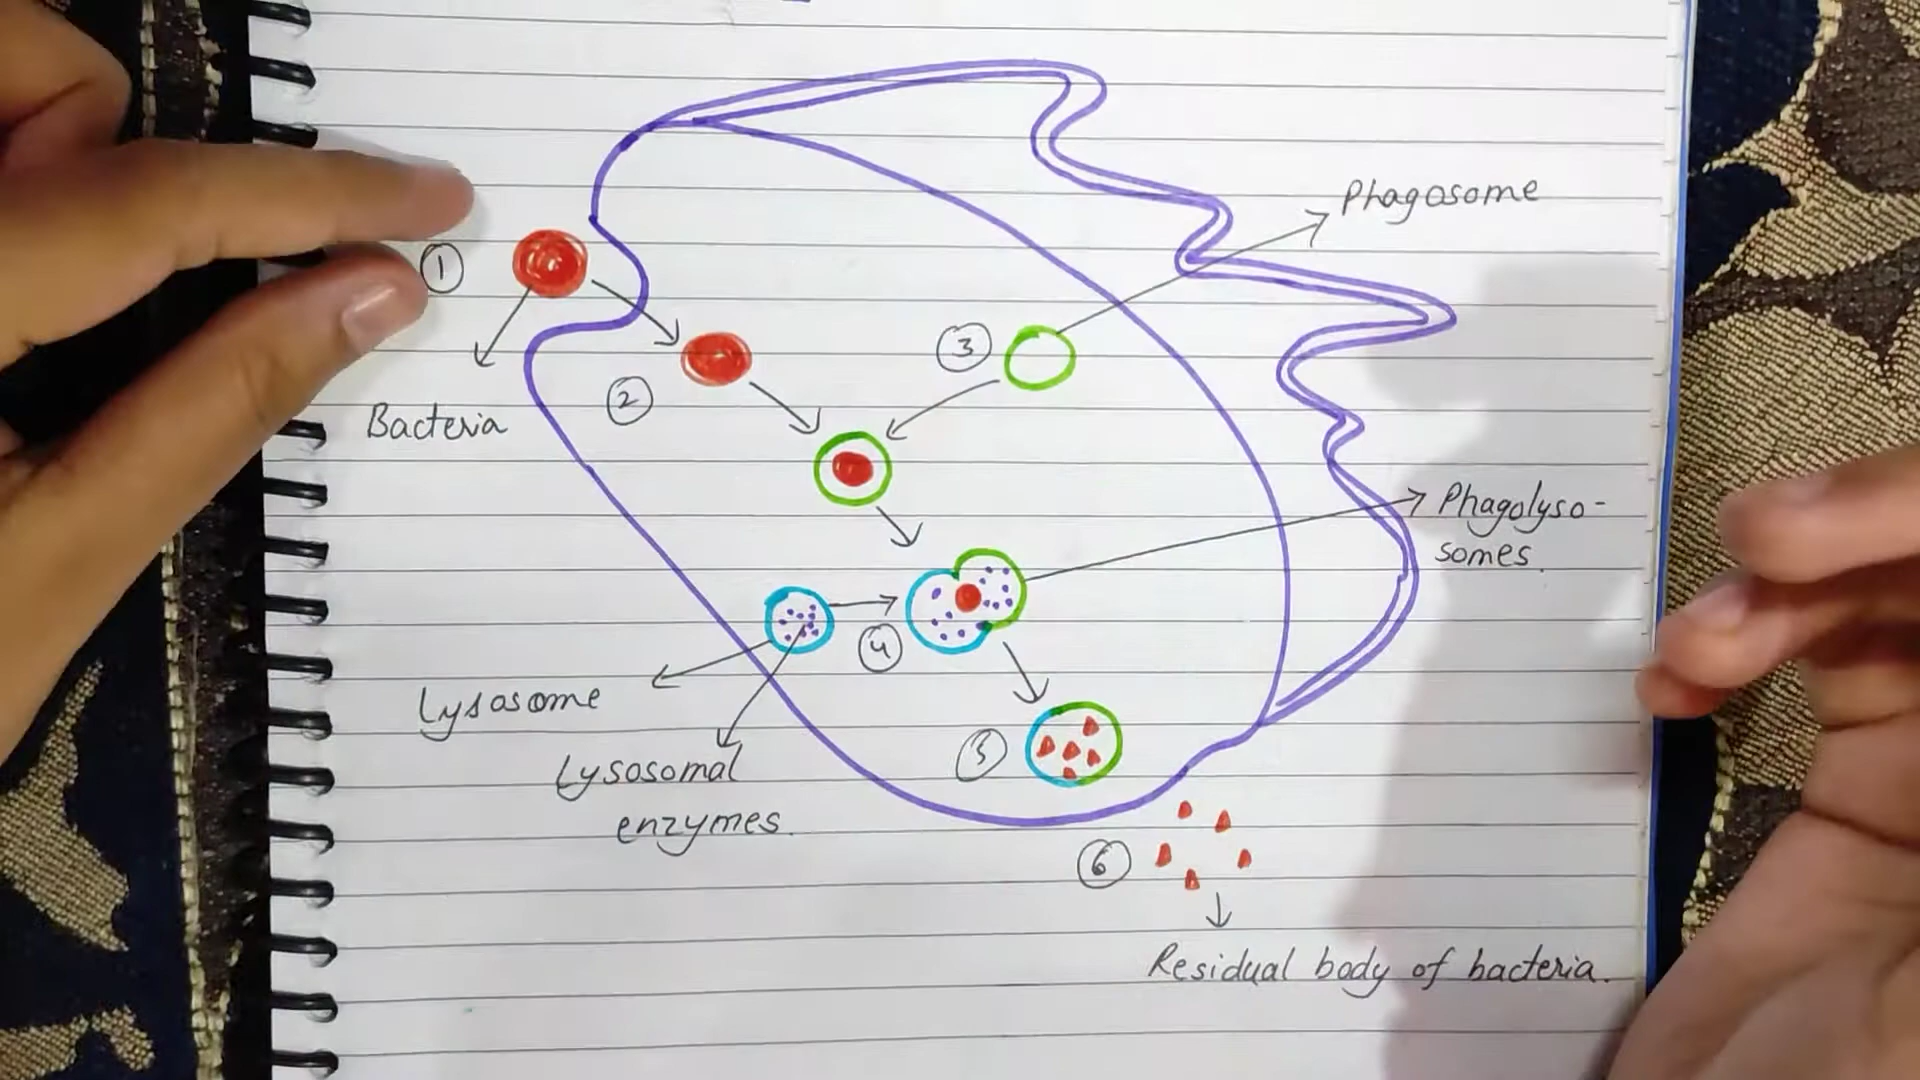 Phagosome
1
3
2
Bacteria
Phagolyso-
somes.
4
Lysosome
5
Lysosomal
enzymes.
6
Residual body of bacteria.